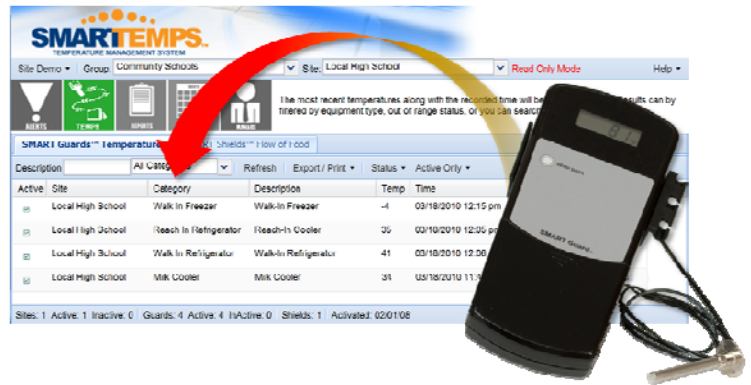 SMARTTEMPS
TEMPERATURE MANAGEMENT SYSTEM
Site Demo Group: Community Schools Site: Local High School Read Only Mode Help
The most recent temperatures along with the recorded time will be
filtered by equipment type, out of range status, or you can search
sults can by
ALERTS TEMPS REPORTS
SMART Guards™ Temperature Shields™ Flow of Food
Description All Categories Refresh Export / Print Status Active Only
Active Site Category Description Temp Time
Local High School Walk In Freezer Walk-In Freezer -4 03/18/2010 12:15 pm
Local High School Reach In Refrigerator Reach-In Cooler 35 03/18/2010 12:05 pm
Local High School Walk In Refrigerator Walk-In Refrigerator 41 03/18/2010
Local High School Milk Cooler Milk Cooler 34 03/18/2010
Sites: 1 Active: 1 Inactive: 0 Guards: 4 Active: 4 InActive: 0 Shields: 1 Activated: 02/01/08
SMART Guard